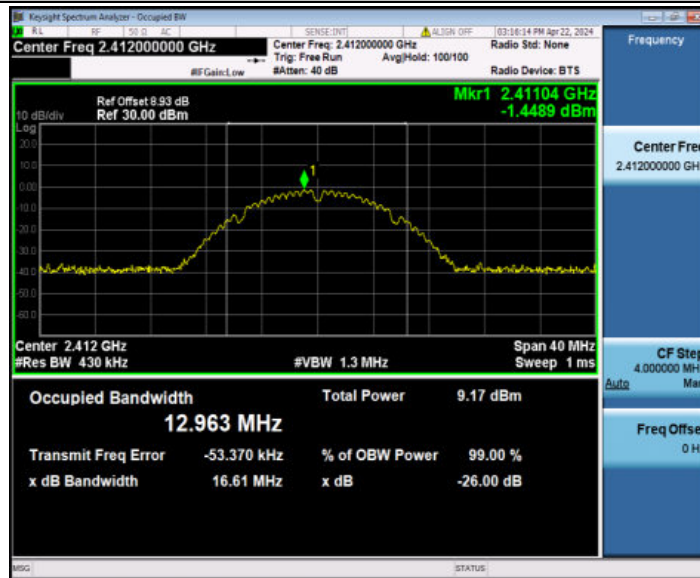 Keysight Spectrum Analyzer - Occupied BW
RL RF 50 Ω AC SENSE:INT ALIGN OFF 03:16:14 PM Apr 22, 2024
Center Freq 2.412000000 GHz
Center Freq: 2.412000000 GHz
Radio Std: None
Trig: Free Run Avg|Hold: 100/100
#IFGain:Low #Atten: 40 dB Radio Device: BTS
Frequency
Ref Offset 8.93 dB
10 dB/div Ref 30.00 dBm
Log
Mkr1 2.41104 GHz
-1.4489 dBm
1
20.0
10.0
0.00
-10.0
-20.0
-30.0
-40.0
-50.0
-60.0
Center 2.412 GHz Span 40 MHz
#Res BW 430 kHz #VBW 1.3 MHz Sweep 1 ms
Occupied Bandwidth
12.963 MHz
Total Power 9.17 dBm
Transmit Freq Error -53.370 kHz % of OBW Power 99.00 %
x dB Bandwidth 16.61 MHz x dB -26.00 dB
Center Fre
2.412000000 GH
CF Step
4.000000 MH
Auto Ma
Freq Offse
0 H
MSG STATUS